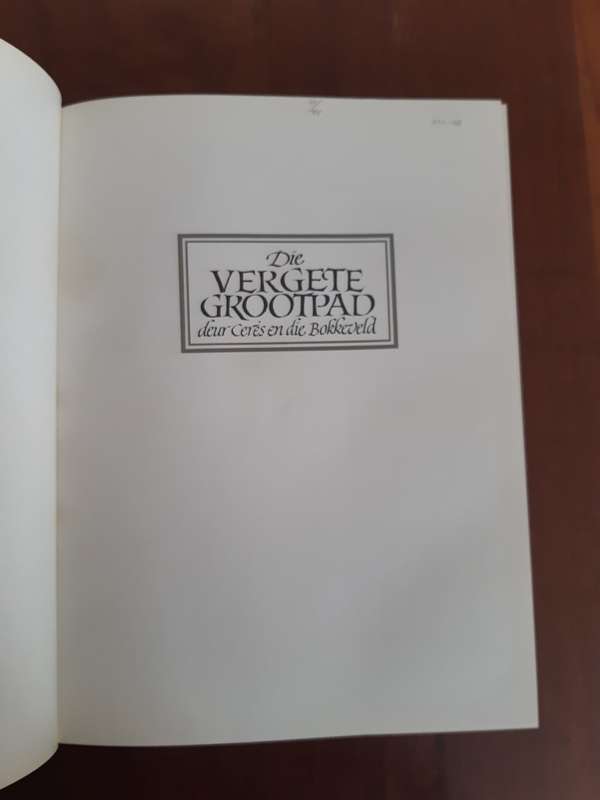 Die
VERGETE
GROOTPAD
deur Ceres en die Bokkeveld